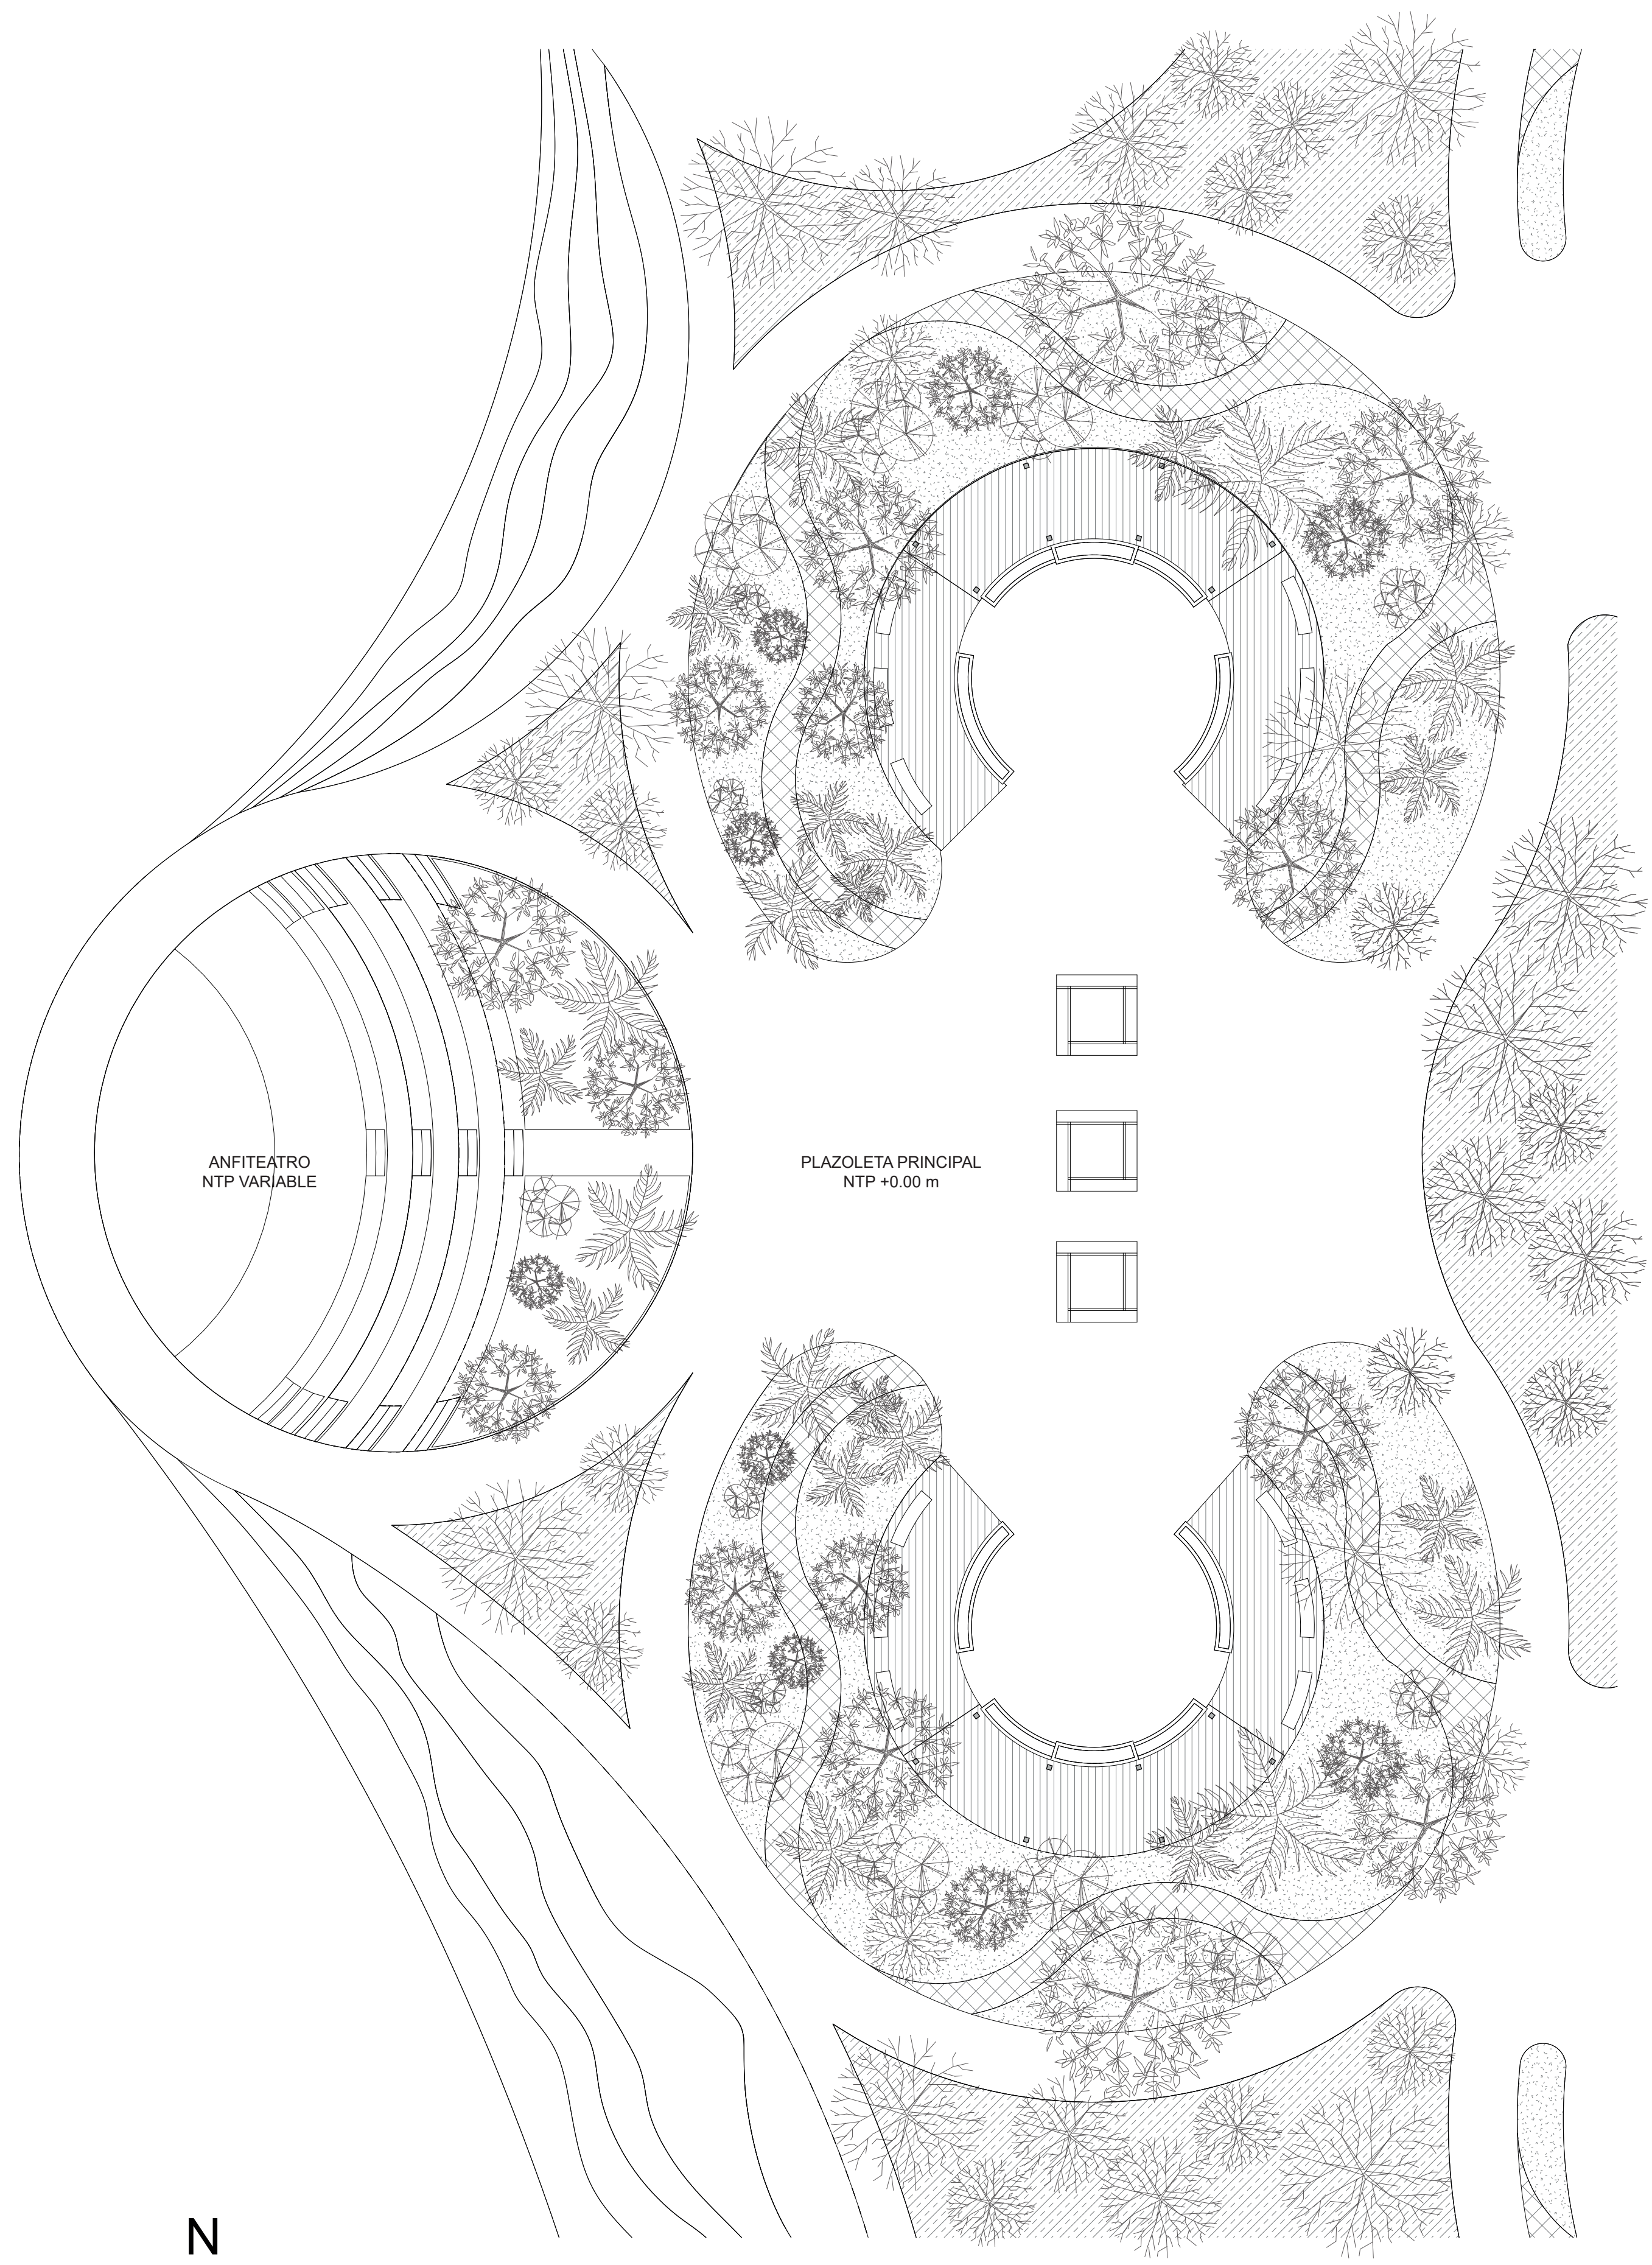 ANFITEATRO
NTP VARIABLE
PLAZOLETA PRINCIPAL
NTP +0.00 m
N